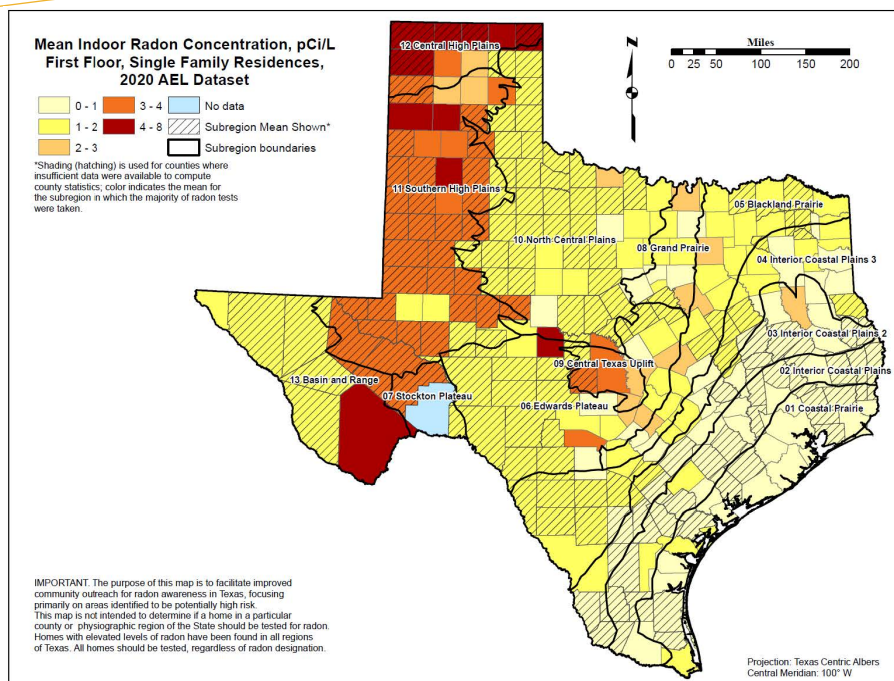 Mean Indoor Radon Concentration, pCi/L
First Floor, Single Family Residences,
2020 AEL Dataset
0 - 1
3 - 4
No data
1 - 2
4 - 8
Subregion Mean Shown*
2 - 3
Subregion boundaries
*Shading (hatching) is used for counties where
insufficient data were available to compute
county statistics; color indicates the mean for
the subregion in which the majority of radon tests
were taken.
N
Miles
0 25 50 100 150 200
12 Central High Plains
11 Southern High Plains
10 North Central Plains
05 Blackland Prairie
08 Grand Prairie
04 Interior Coastal Plains 3
03 Interior Coastal Plains 2
09 Central Texas Uplift
02 Interior Coastal Plains
13 Basin and Range
07 Stockton Plateau
06 Edwards Plateau
01 Coastal Prairie
IMPORTANT. The purpose of this map is to facilitate improved
community outreach for radon awareness in Texas, focusing
primarily on areas identified to be potentially high risk.
This map is not intended to determine if a home in a particular
county or physiographic region of the State should be tested for radon.
Homes with elevated levels of radon have been found in all regions
of Texas. All homes should be tested, regardless of radon designation.
Projection: Texas Centric Albers
Central Meridian: 100° W